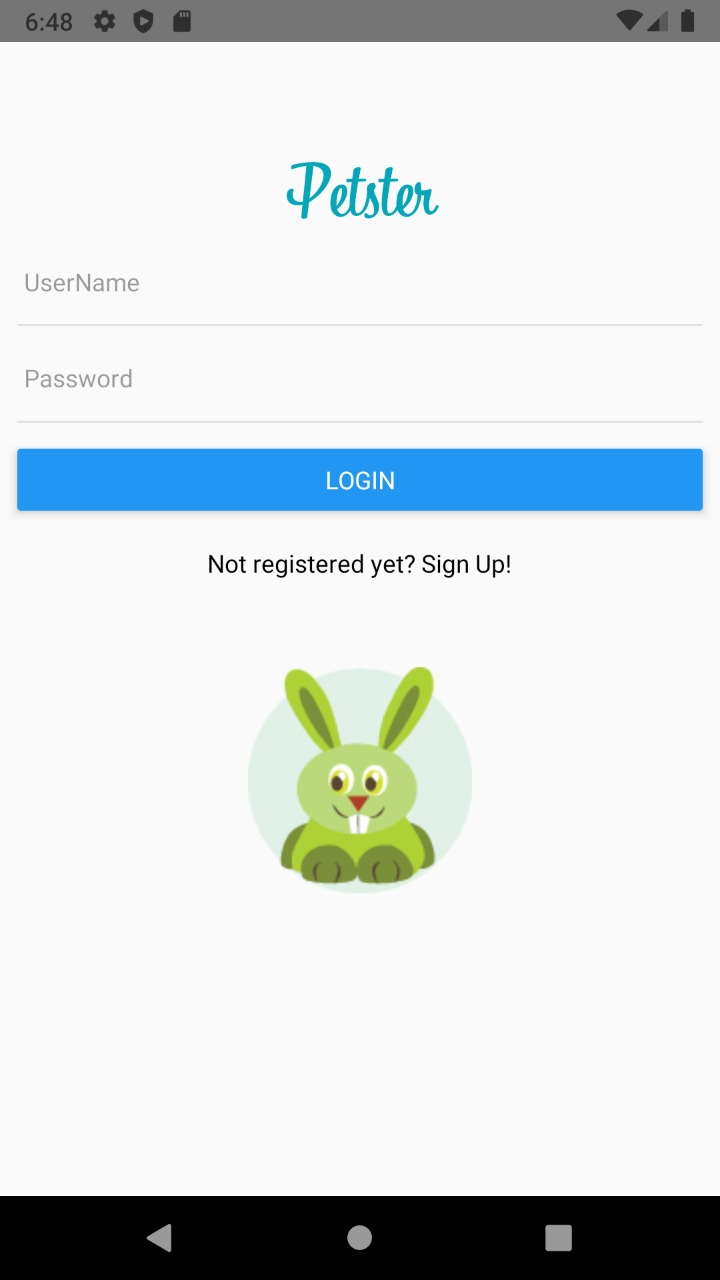 6:48
Petster
UserName
Password
LOGIN
Not registered yet? Sign Up!